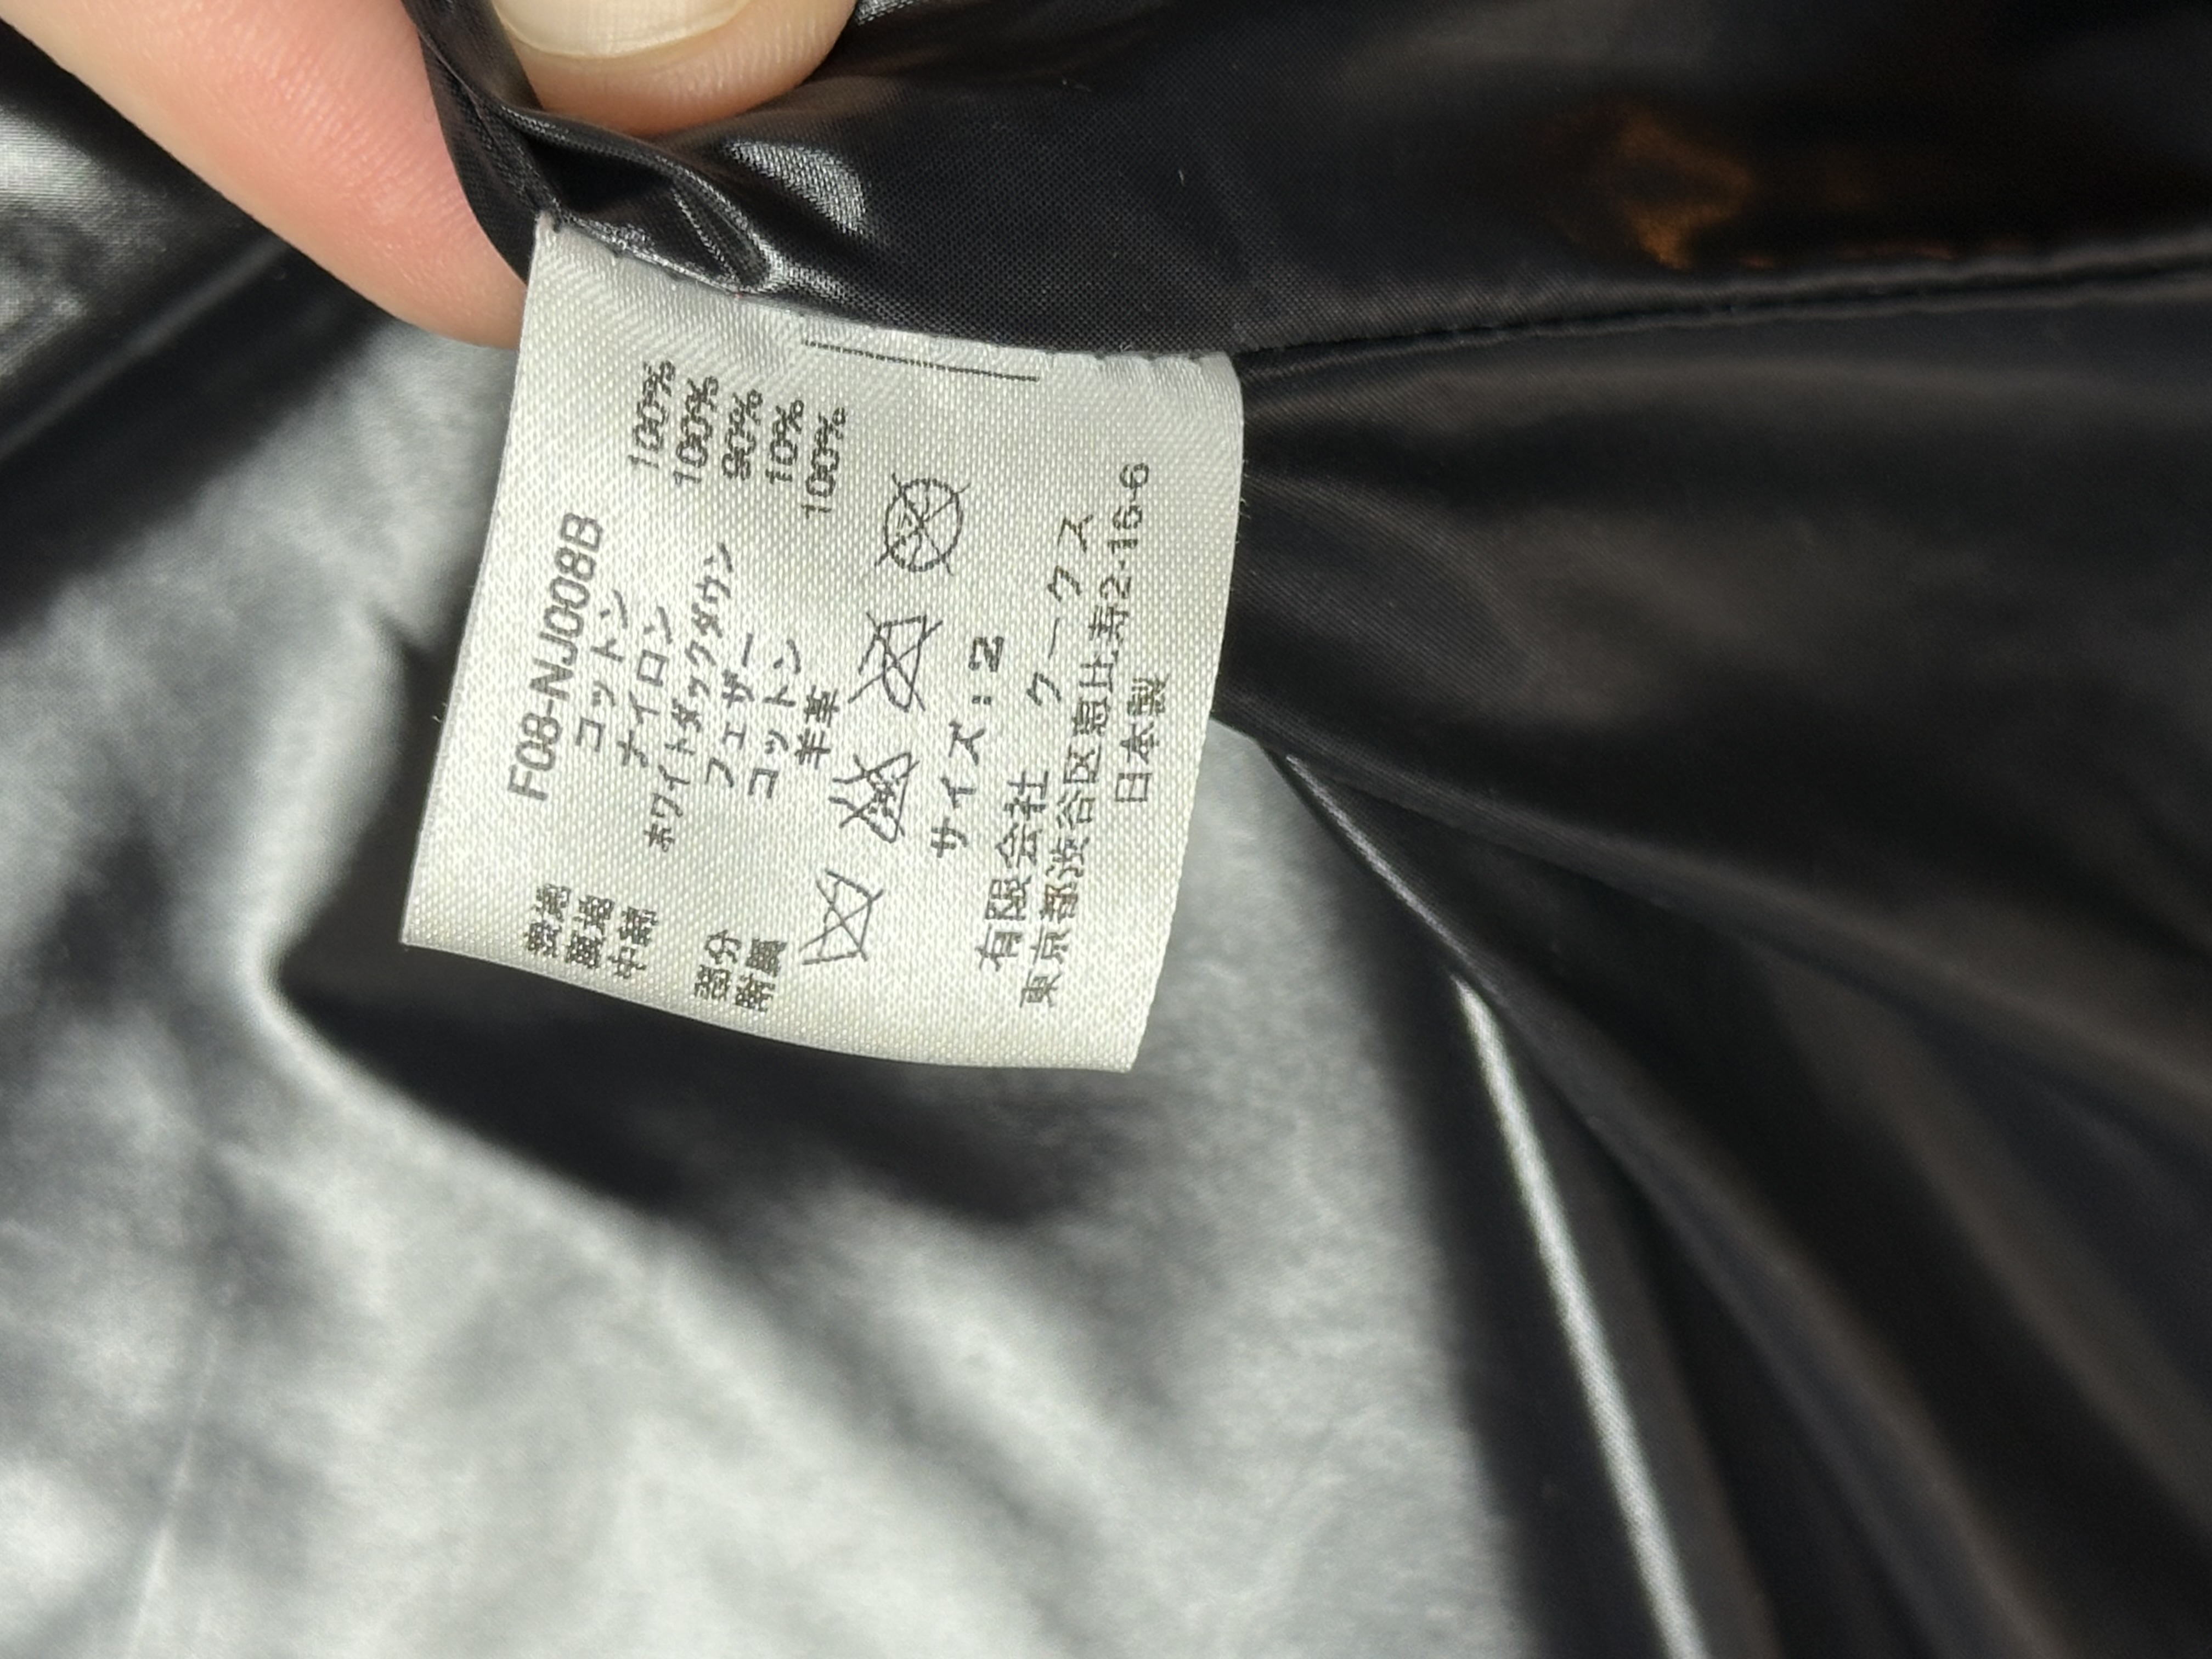 F08-NJ008B
表地 コットン 100%
裏地 ナイロン 100%
中綿 ホワイトダックダウン 90%
フェザー 10%
部分 コットン 100%
附属 羊革
サイズ:2
有限会社 クークス
東京都渋谷区恵比寿2-16-6
日本製